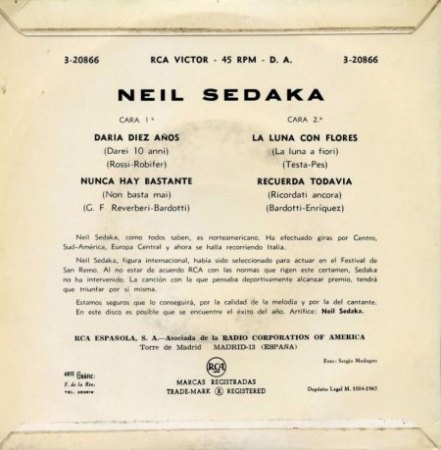 3-20866 RCA VICTOR - 45 RPM - D. A. 3-20866
NEIL SEDAKA
CARA 1ª
DARIA DIEZ AÑOS
(Darei 10 anni)
(Rossi-Robifer)
NUNCA HAY BASTANTE
(Non basta mai)
(G. F Reverberi-Bardotti)
CARA 2.ª
LA LUNA CON FLORES
(La luna a fiori)
(Testa-Pes)
RECUERDA TODAVIA
(Ricordati ancora)
(Bardotti-Enríquez)
Neil Sedaka, como todos saben, es norteamericano. Ha efectuado giras por Centro,
Sud-América, Europa Central y ahora se halla recorriendo Italia.
Neil Sedaka, figura internacional, había sido seleccionado para actuar en el Festival de
San Remo. Al no estar de acuerdo RCA con las normas que rigen este certamen, Sedaka
no ha intervenido. La canción con la que pensaba deportivamente alcanzar premio, tendrá
que triunfar por sí misma.
Estamos seguros que lo conseguirá, por la calidad de la melodía y por la del cantante.
En este disco es posible que se encuentre el éxito del año. Artífice: Neil Sedaka.
RCA ESPAÑOLA, S. A.—Asociada de la RADIO CORPORATION OF AMERICA
Torre de Madrid MADRID-13 (ESPAÑA)
Foto: Sergio Modugno
RCA
ARTE GRÁFIC:
F. de la Río.
MARCAS REGISTRADAS
TRADE-MARK R REGISTERED
Depósito Legal M.